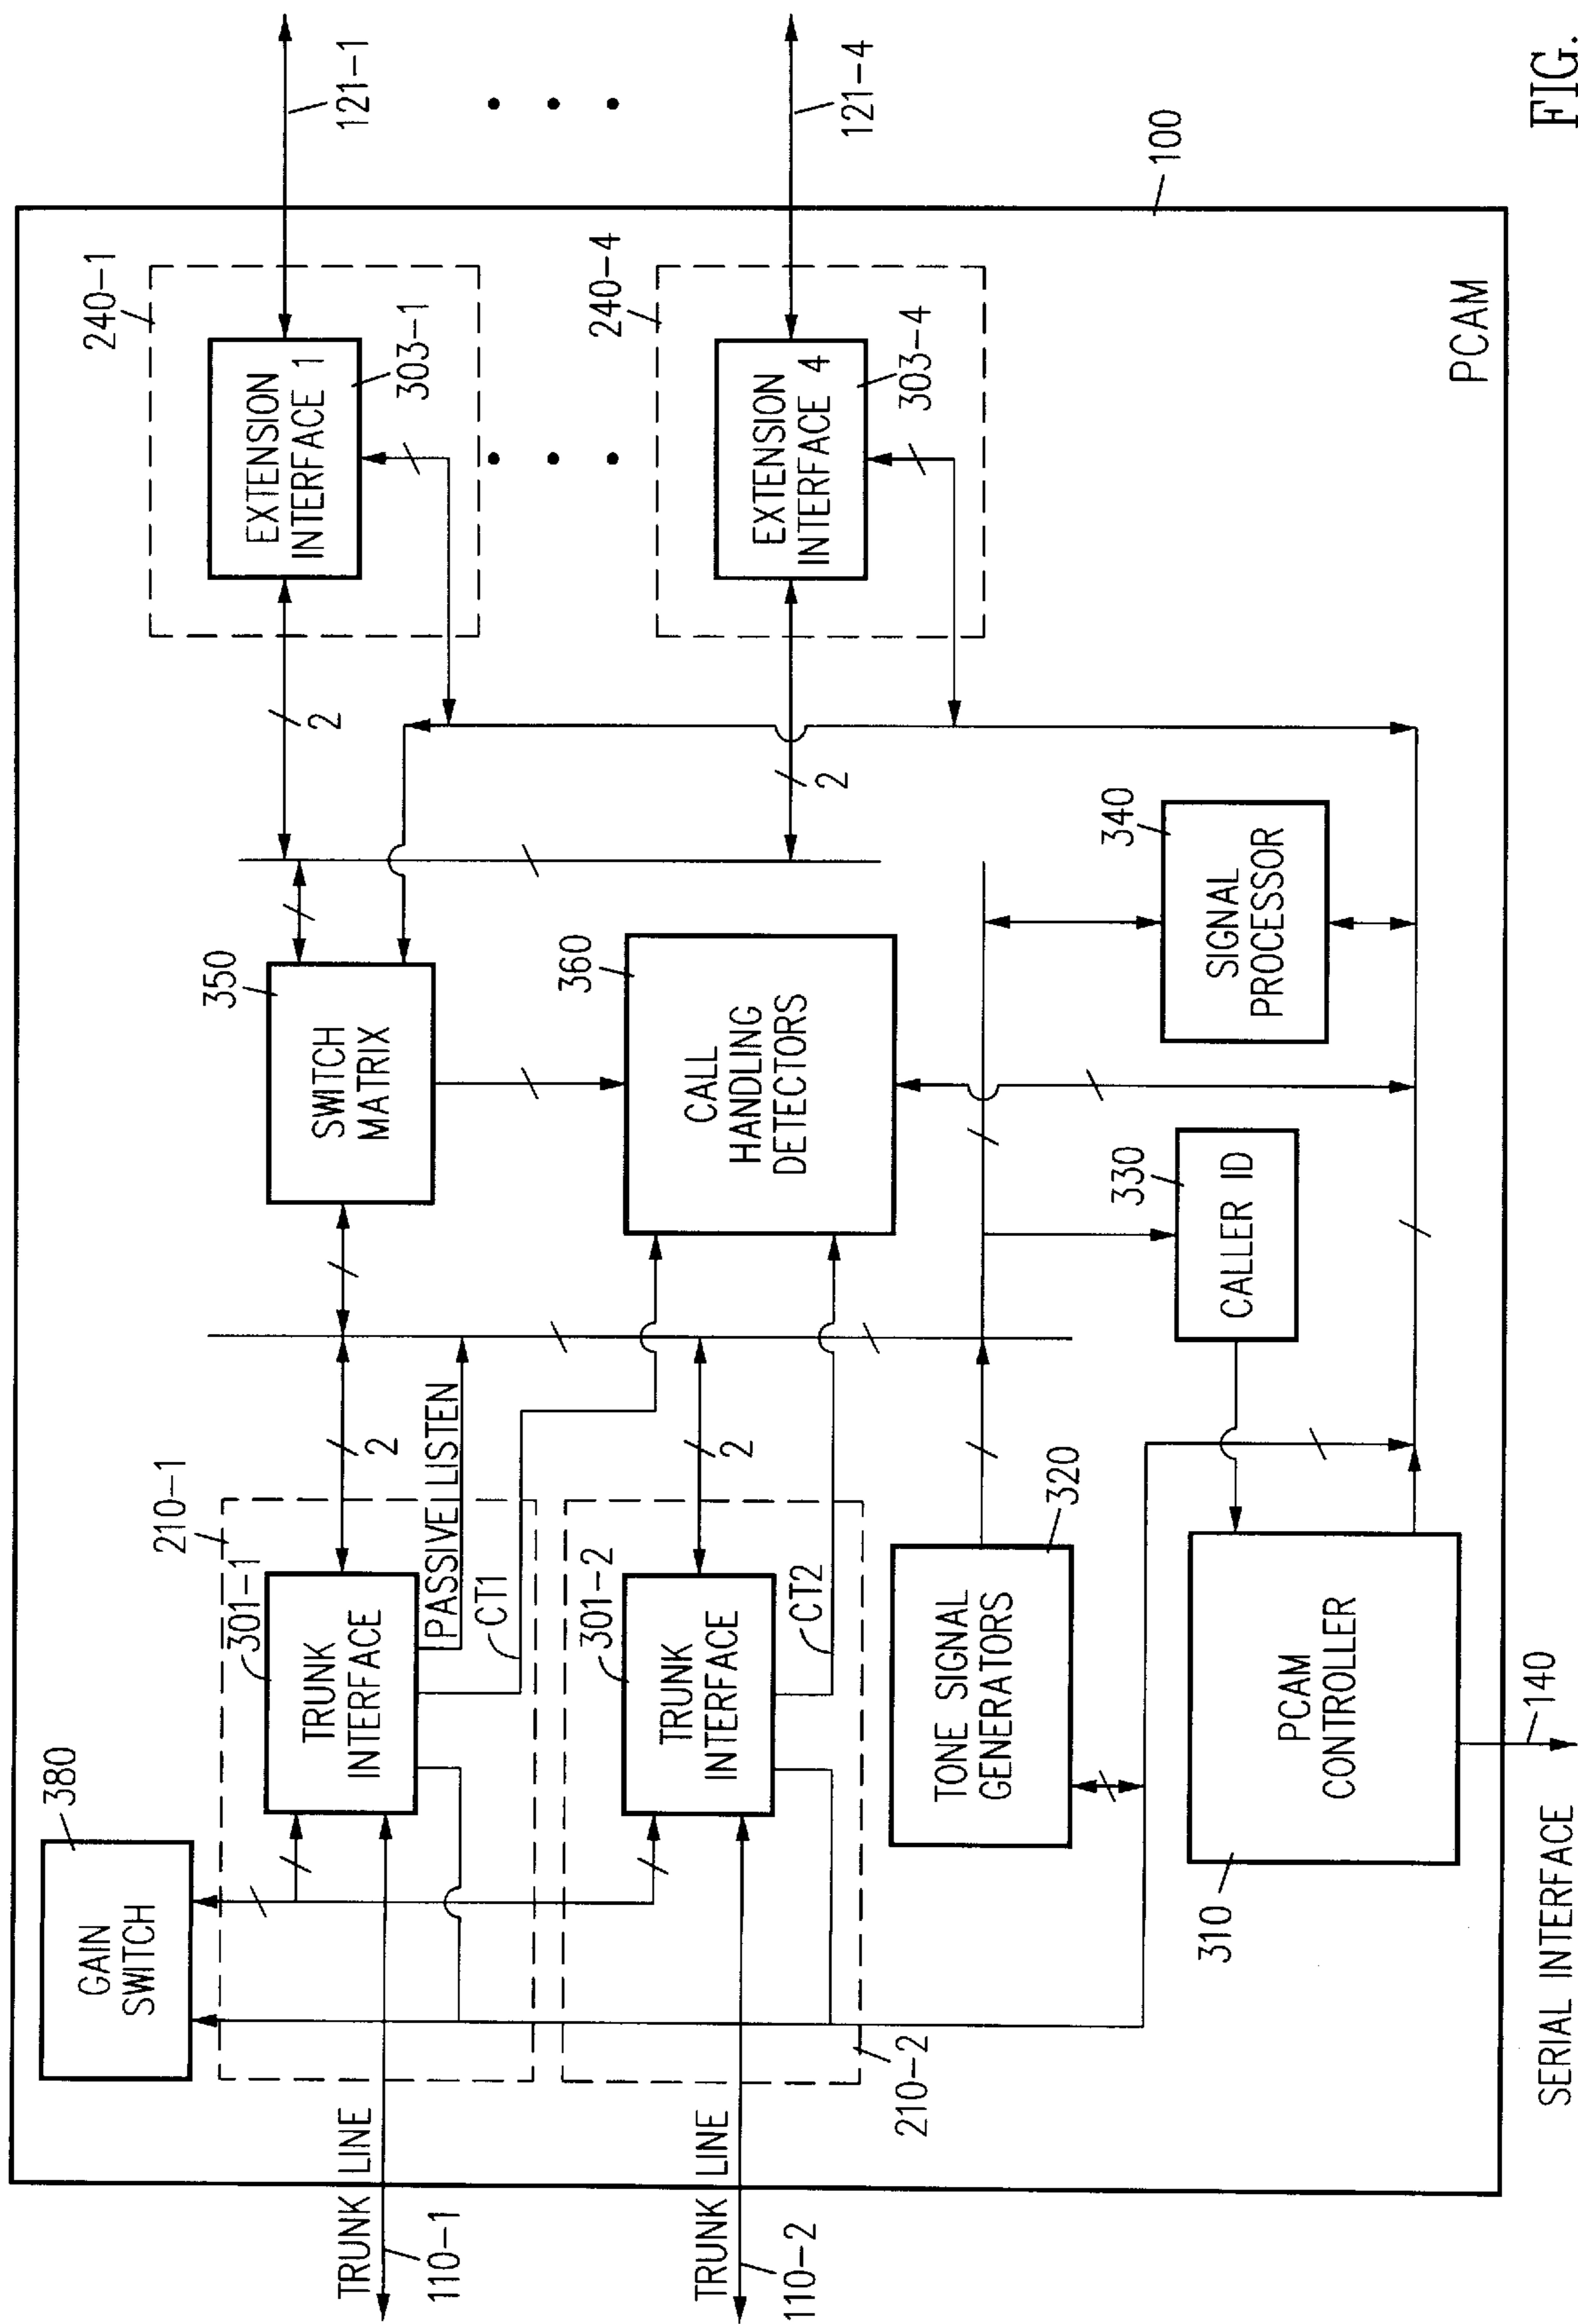 380
GAIN
SWITCH
210-1
301-1
TRUNK
INTERFACE
2
PASSIVE LISTEN
CT1
TRUNK LINE
110-1
301-2
TRUNK
INTERFACE
2
CT2
TRUNK LINE
110-2
210-2
350
SWITCH
MATRIX
360
CALL
HANDLING
DETECTORS
240-1
EXTENSION
INTERFACE 1
303-1
2
121-1
240-4
EXTENSION
INTERFACE 4
303-4
2
121-4
TONE SIGNAL
GENERATORS
320
330
CALLER ID
340
SIGNAL
PROCESSOR
310
PCAM
CONTROLLER
140
SERIAL INTERFACE
PCAM
100
FIG.